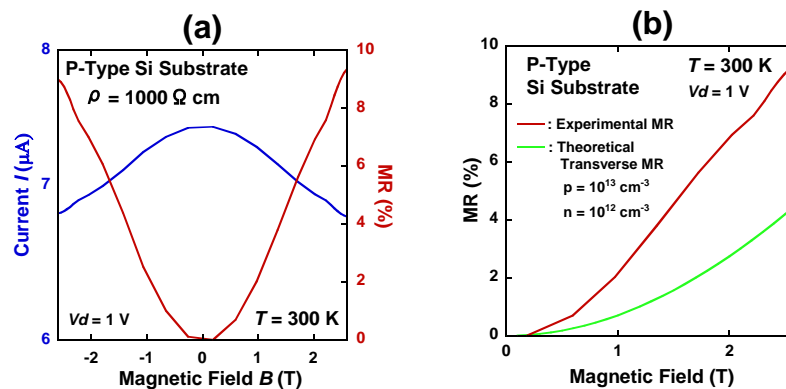 (a)
8
7
6
Current I (μA)
P-Type Si Substrate
ρ = 1000 Ω cm
Vd = 1 V
T = 300 K
10
8
6
4
2
0
MR (%)
-2
-1
0
1
2
Magnetic Field B (T)
(b)
10
8
6
4
2
0
MR (%)
P-Type
Si Substrate
T = 300 K
Vd = 1 V
: Experimental MR
: Theoretical
Transverse MR
p = 10¹³ cm⁻³
n = 10¹² cm⁻³
0
1
2
Magnetic Field (T)